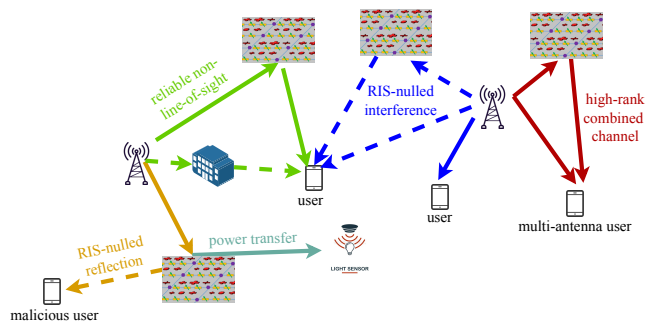 reliable non-
line-of-sight
RIS-nulled
interference
high-rank
combined
channel
user
user
multi-antenna user
power transfer
RIS-nulled
reflection
LIGHT SENSOR
malicious user